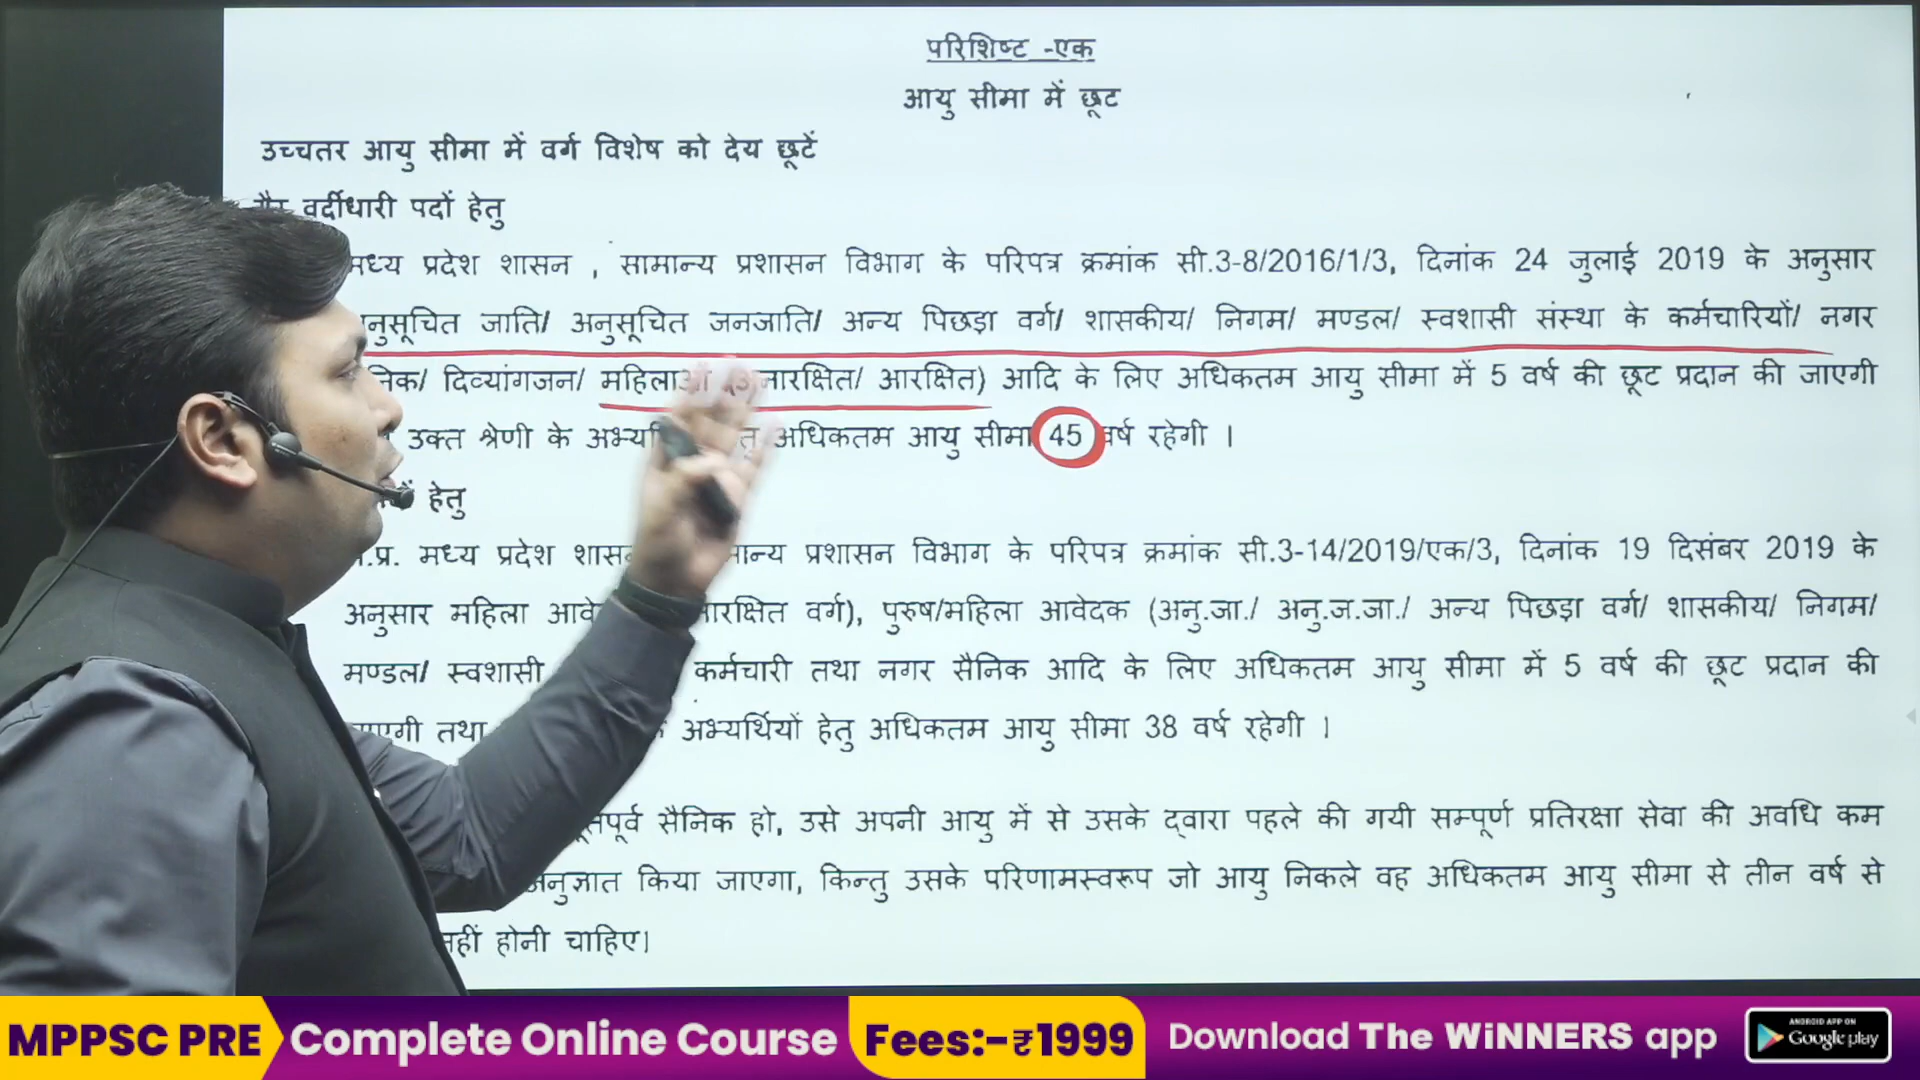 परिशिष्ट -एक
आयु सीमा में छूट
उच्चतर आयु सीमा में वर्ग विशेष को देय छूटें
वर्दीधारी पदों हेतु
मध्य प्रदेश शासन , सामान्य प्रशासन विभाग के परिपत्र क्रमांक सी.3-8/2016/1/3, दिनांक 24 जुलाई 2019 के अनुसार
जाति/ अनुसूचित जनजाति/ अन्य पिछड़ा वर्ग/ शासकीय/ निगम/ मण्डल/ स्वशासी संस्था के कर्मचारियों/ नगर
दिव्यांगजन/ आरक्षित) आदि के लिए अधिकतम आयु सीमा में 5 वर्ष की छूट प्रदान की जाएगी
उक्त श्रेणी के अधिकतम आयु सीमा 45 वर्ष रहेगी ।
हेतु
मध्य प्रदेश विभाग के परिपत्र क्रमांक सी.3-14/2019/एक/3, दिनांक 19 दिसंबर 2019 के
अनुसार महिला वर्ग), पुरुष/महिला आवेदक (अनु.जा./ अनु.ज.जा./ अन्य पिछड़ा वर्ग/ शासकीय/ निगम/
मण्डल/ स्वशासी कर्मचारी तथा नगर सैनिक आदि के लिए अधिकतम आयु सीमा में 5 वर्ष की छूट प्रदान की
तथा अभ्यर्थियों हेतु अधिकतम आयु सीमा 38 वर्ष रहेगी ।
सैनिक हो, उसे अपनी आयु में से उसके द्वारा पहले की गयी सम्पूर्ण प्रतिरक्षा सेवा की अवधि कम
अनुज्ञात किया जाएगा, किन्तु उसके परिणामस्वरूप जो आयु निकले वह अधिकतम आयु सीमा से तीन वर्ष से
होनी चाहिए।
MPPSC PRE Complete Online Course Fees:-₹1999 Download The WiNNERS app
ANDROID APP ON
Google play